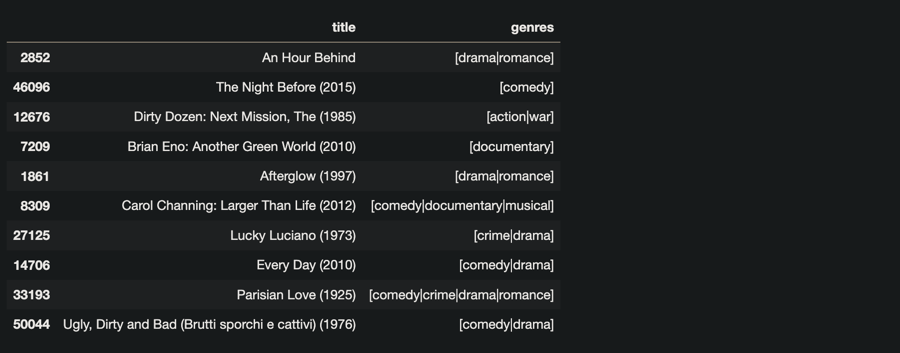 title genres
2852 An Hour Behind [drama|romance]
46096 The Night Before (2015) [comedy]
12676 Dirty Dozen: Next Mission, The (1985) [action|war]
7209 Brian Eno: Another Green World (2010) [documentary]
1861 Afterglow (1997) [drama|romance]
8309 Carol Channing: Larger Than Life (2012) [comedy|documentary|musical]
27125 Lucky Luciano (1973) [crime|drama]
14706 Every Day (2010) [comedy|drama]
33193 Parisian Love (1925) [comedy|crime|drama|romance]
50044 Ugly, Dirty and Bad (Brutti sporchi e cattivi) (1976) [comedy|drama]